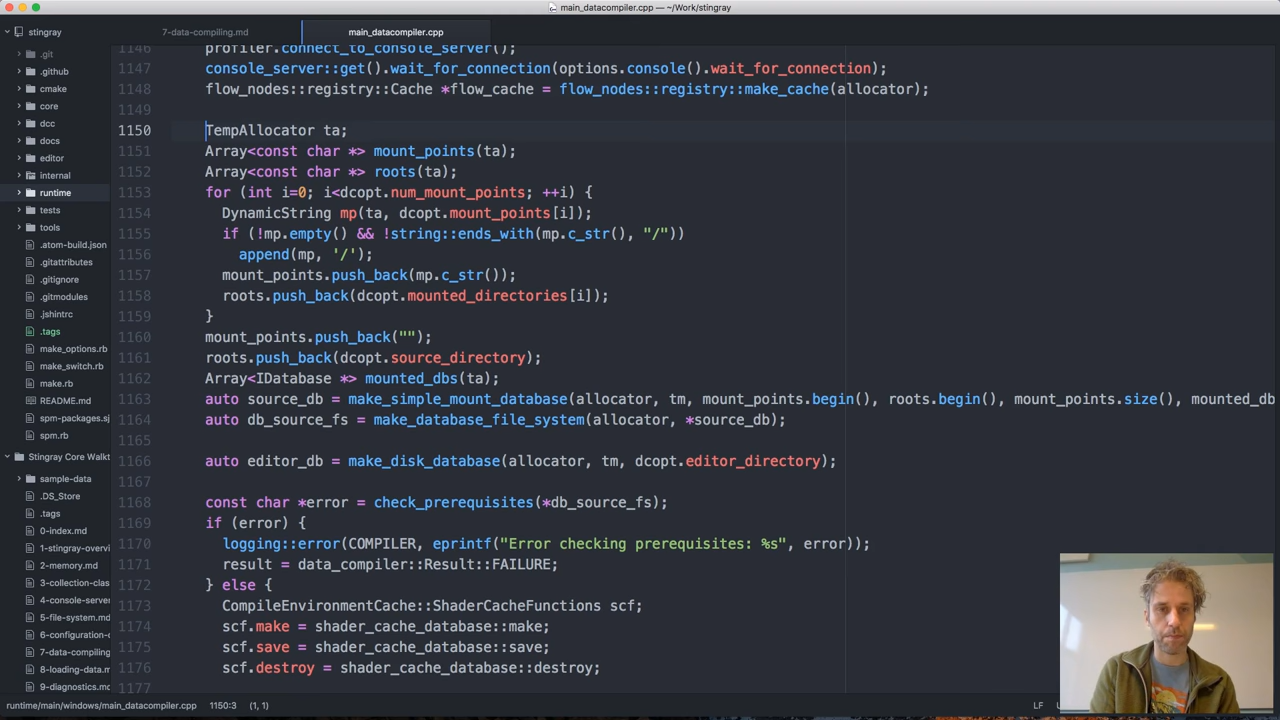 main_datacompiler.cpp — ~/Work/stingray
stingray
7-data-compiling.md
main_datacompiler.cpp
.git
.github
cmake
core
dcc
docs
editor
internal
runtime
tests
tools
.atom-build.json
.gitattributes
.gitignore
.gitmodules
.jshintrc
.tags
make_options.rb
make_switch.rb
make.rb
README.md
spm-packages.sj
spm.rb
Stingray Core Walkt
sample-data
.DS_Store
.tags
0-index.md
1-stingray-overvi
2-memory.md
3-collection-clas
4-console-server
5-file-system.md
6-configuration-
7-data-compiling
8-loading-data.m
9-diagnostics.md
1146 profiler.connect_to_console_server();
1147 console_server::get().wait_for_connection(options.console().wait_for_connection);
1148 flow_nodes::registry::Cache *flow_cache = flow_nodes::registry::make_cache(allocator);
1149
1150 TempAllocator ta;
1151 Array<const char *> mount_points(ta);
1152 Array<const char *> roots(ta);
1153 for (int i=0; i<dcopt.num_mount_points; ++i) {
1154 DynamicString mp(ta, dcopt.mount_points[i]);
1155 if (!mp.empty() && !string::ends_with(mp.c_str(), "/"))
1156 append(mp, '/');
1157 mount_points.push_back(mp.c_str());
1158 roots.push_back(dcopt.mounted_directories[i]);
1159 }
1160 mount_points.push_back("");
1161 roots.push_back(dcopt.source_directory);
1162 Array<IDatabase *> mounted_dbs(ta);
1163 auto source_db = make_simple_mount_database(allocator, tm, mount_points.begin(), roots.begin(), mount_points.size(), mounted_db
1164 auto db_source_fs = make_database_file_system(allocator, *source_db);
1165
1166 auto editor_db = make_disk_database(allocator, tm, dcopt.editor_directory);
1167
1168 const char *error = check_prerequisites(*db_source_fs);
1169 if (error) {
1170 logging::error(COMPILER, eprintf("Error checking prerequisites: %s", error));
1171 result = data_compiler::Result::FAILURE;
1172 } else {
1173 CompileEnvironmentCache::ShaderCacheFunctions scf;
1174 scf.make = shader_cache_database::make;
1175 scf.save = shader_cache_database::save;
1176 scf.destroy = shader_cache_database::destroy;
1177
runtime/main/windows/main_datacompiler.cpp 1150:3 (1, 1)
LF